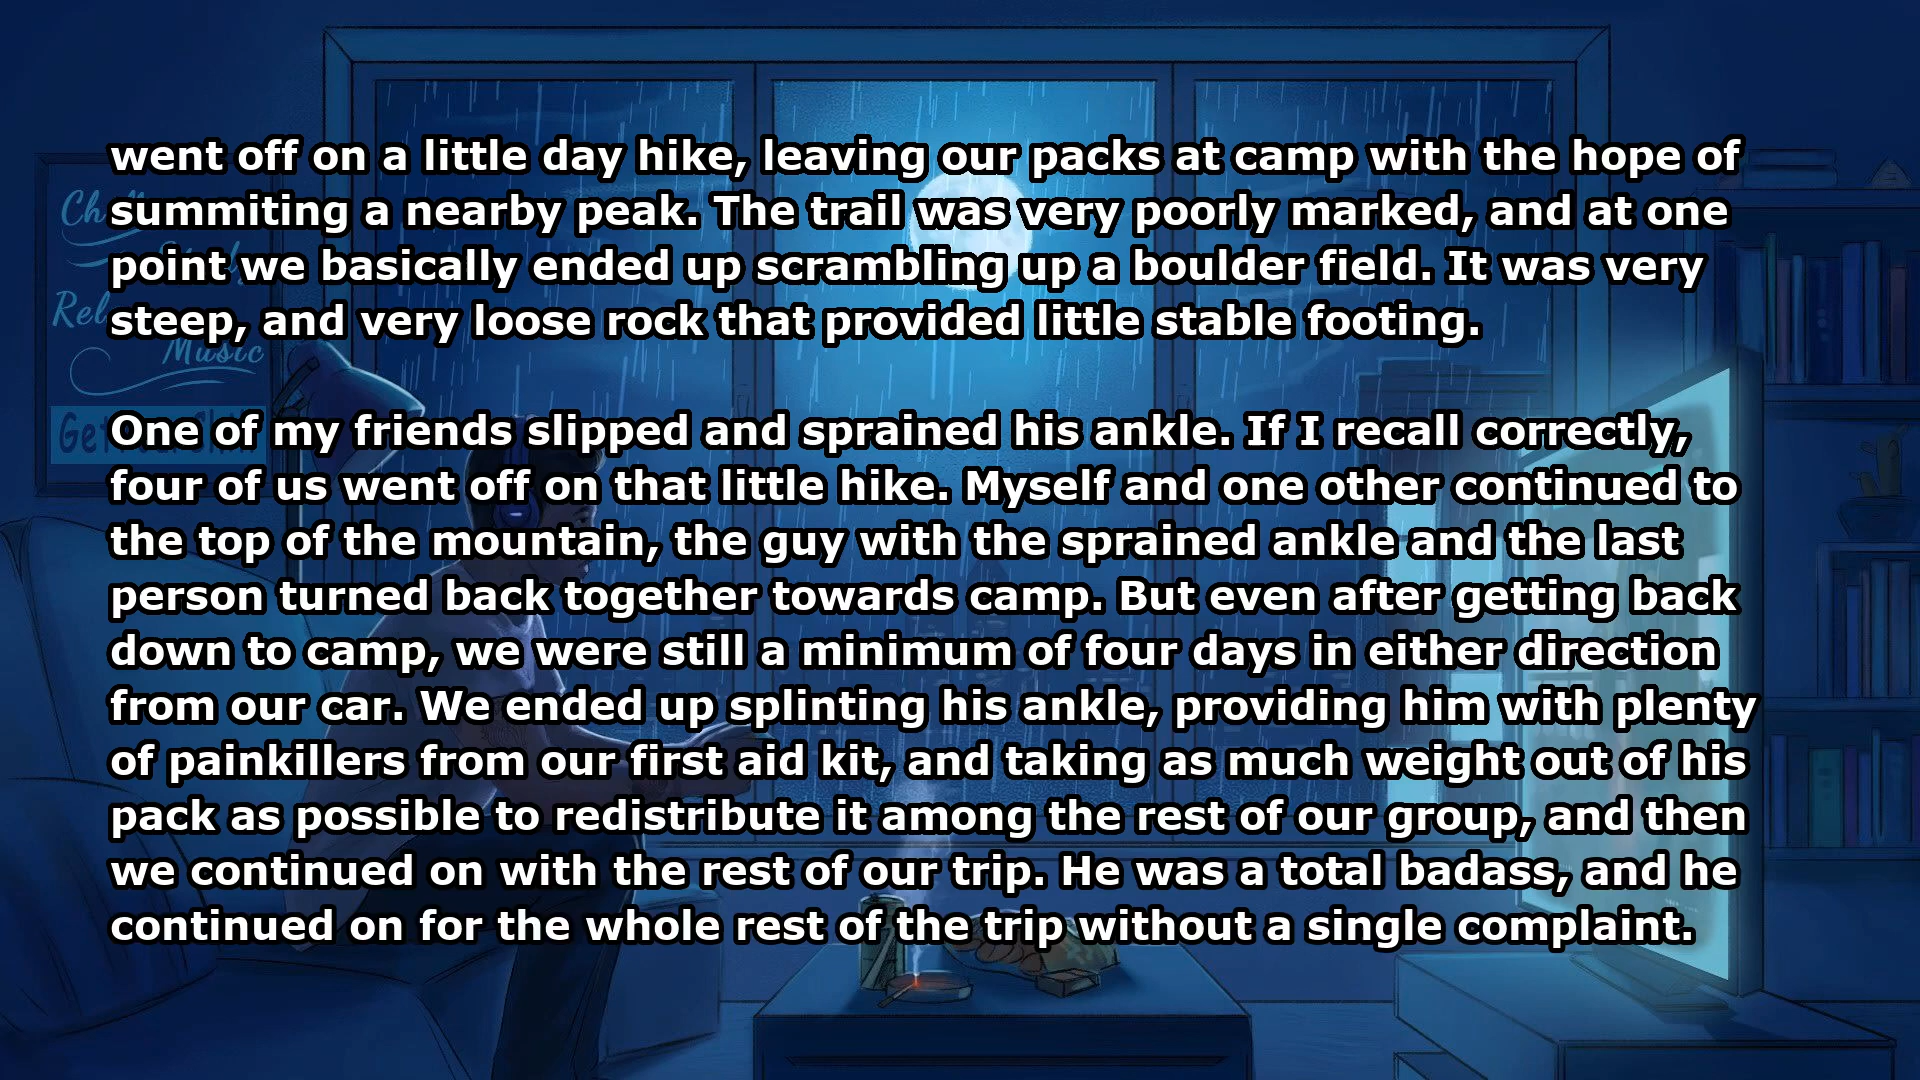 went off on a little day hike, leaving our packs at camp with the hope of
summiting a nearby peak. The trail was very poorly marked, and at one
point we basically ended up scrambling up a boulder field. It was very
steep, and very loose rock that provided little stable footing.
One of my friends slipped and sprained his ankle. If I recall correctly,
four of us went off on that little hike. Myself and one other continued to
the top of the mountain, the guy with the sprained ankle and the last
person turned back together towards camp. But even after getting back
down to camp, we were still a minimum of four days in either direction
from our car. We ended up splinting his ankle, providing him with plenty
of painkillers from our first aid kit, and taking as much weight out of his
pack as possible to redistribute it among the rest of our group, and then
we continued on with the rest of our trip. He was a total badass, and he
continued on for the whole rest of the trip without a single complaint.
Music